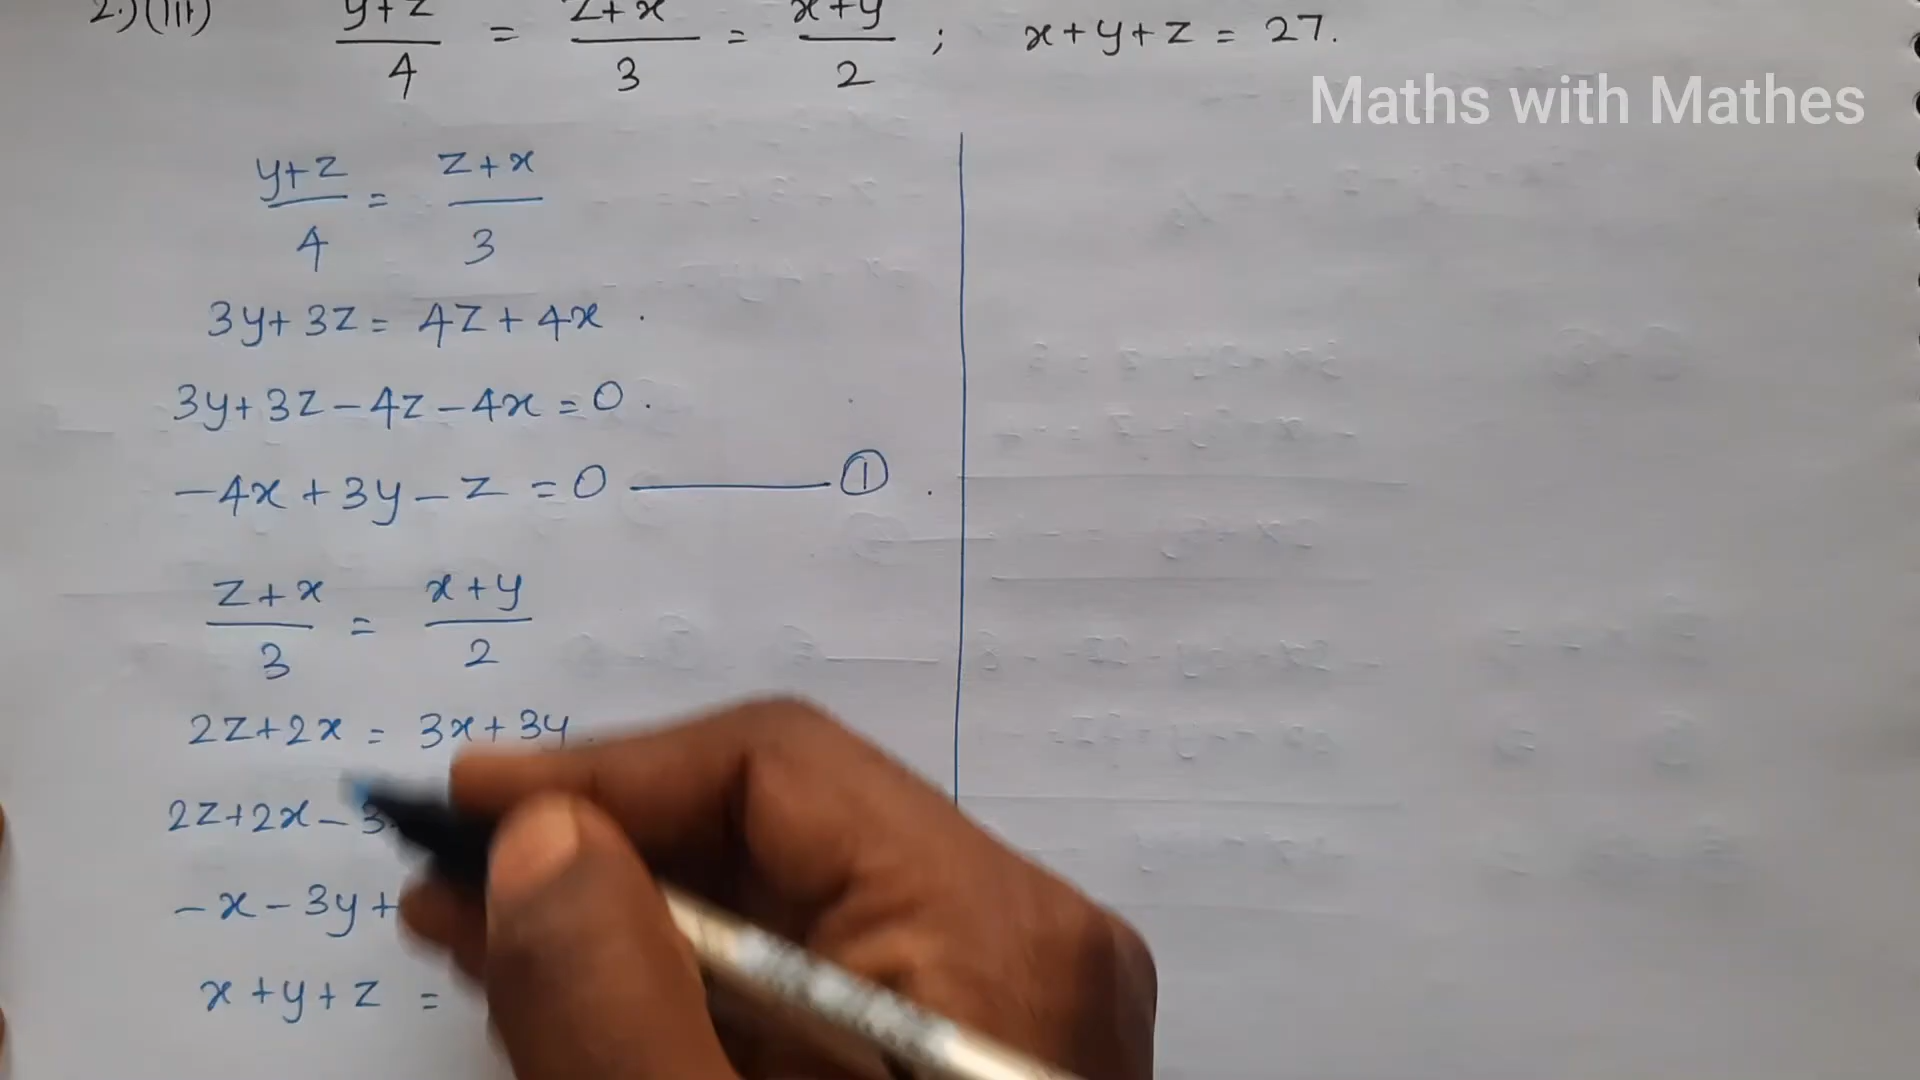 2.) (iii) y+z/4 = z+x/3 = x+y/2 ; x+y+z = 27.
Maths with Mathes
y+z/4 = z+x/3
3y+3z = 4z+4x .
3y+3z-4z-4x=0.
-4x+3y-z =0 ——— ①
z+x/3 = x+y/2
2z+2x = 3x+3y
2z+2x-3
-x-3y+
x+y+z =